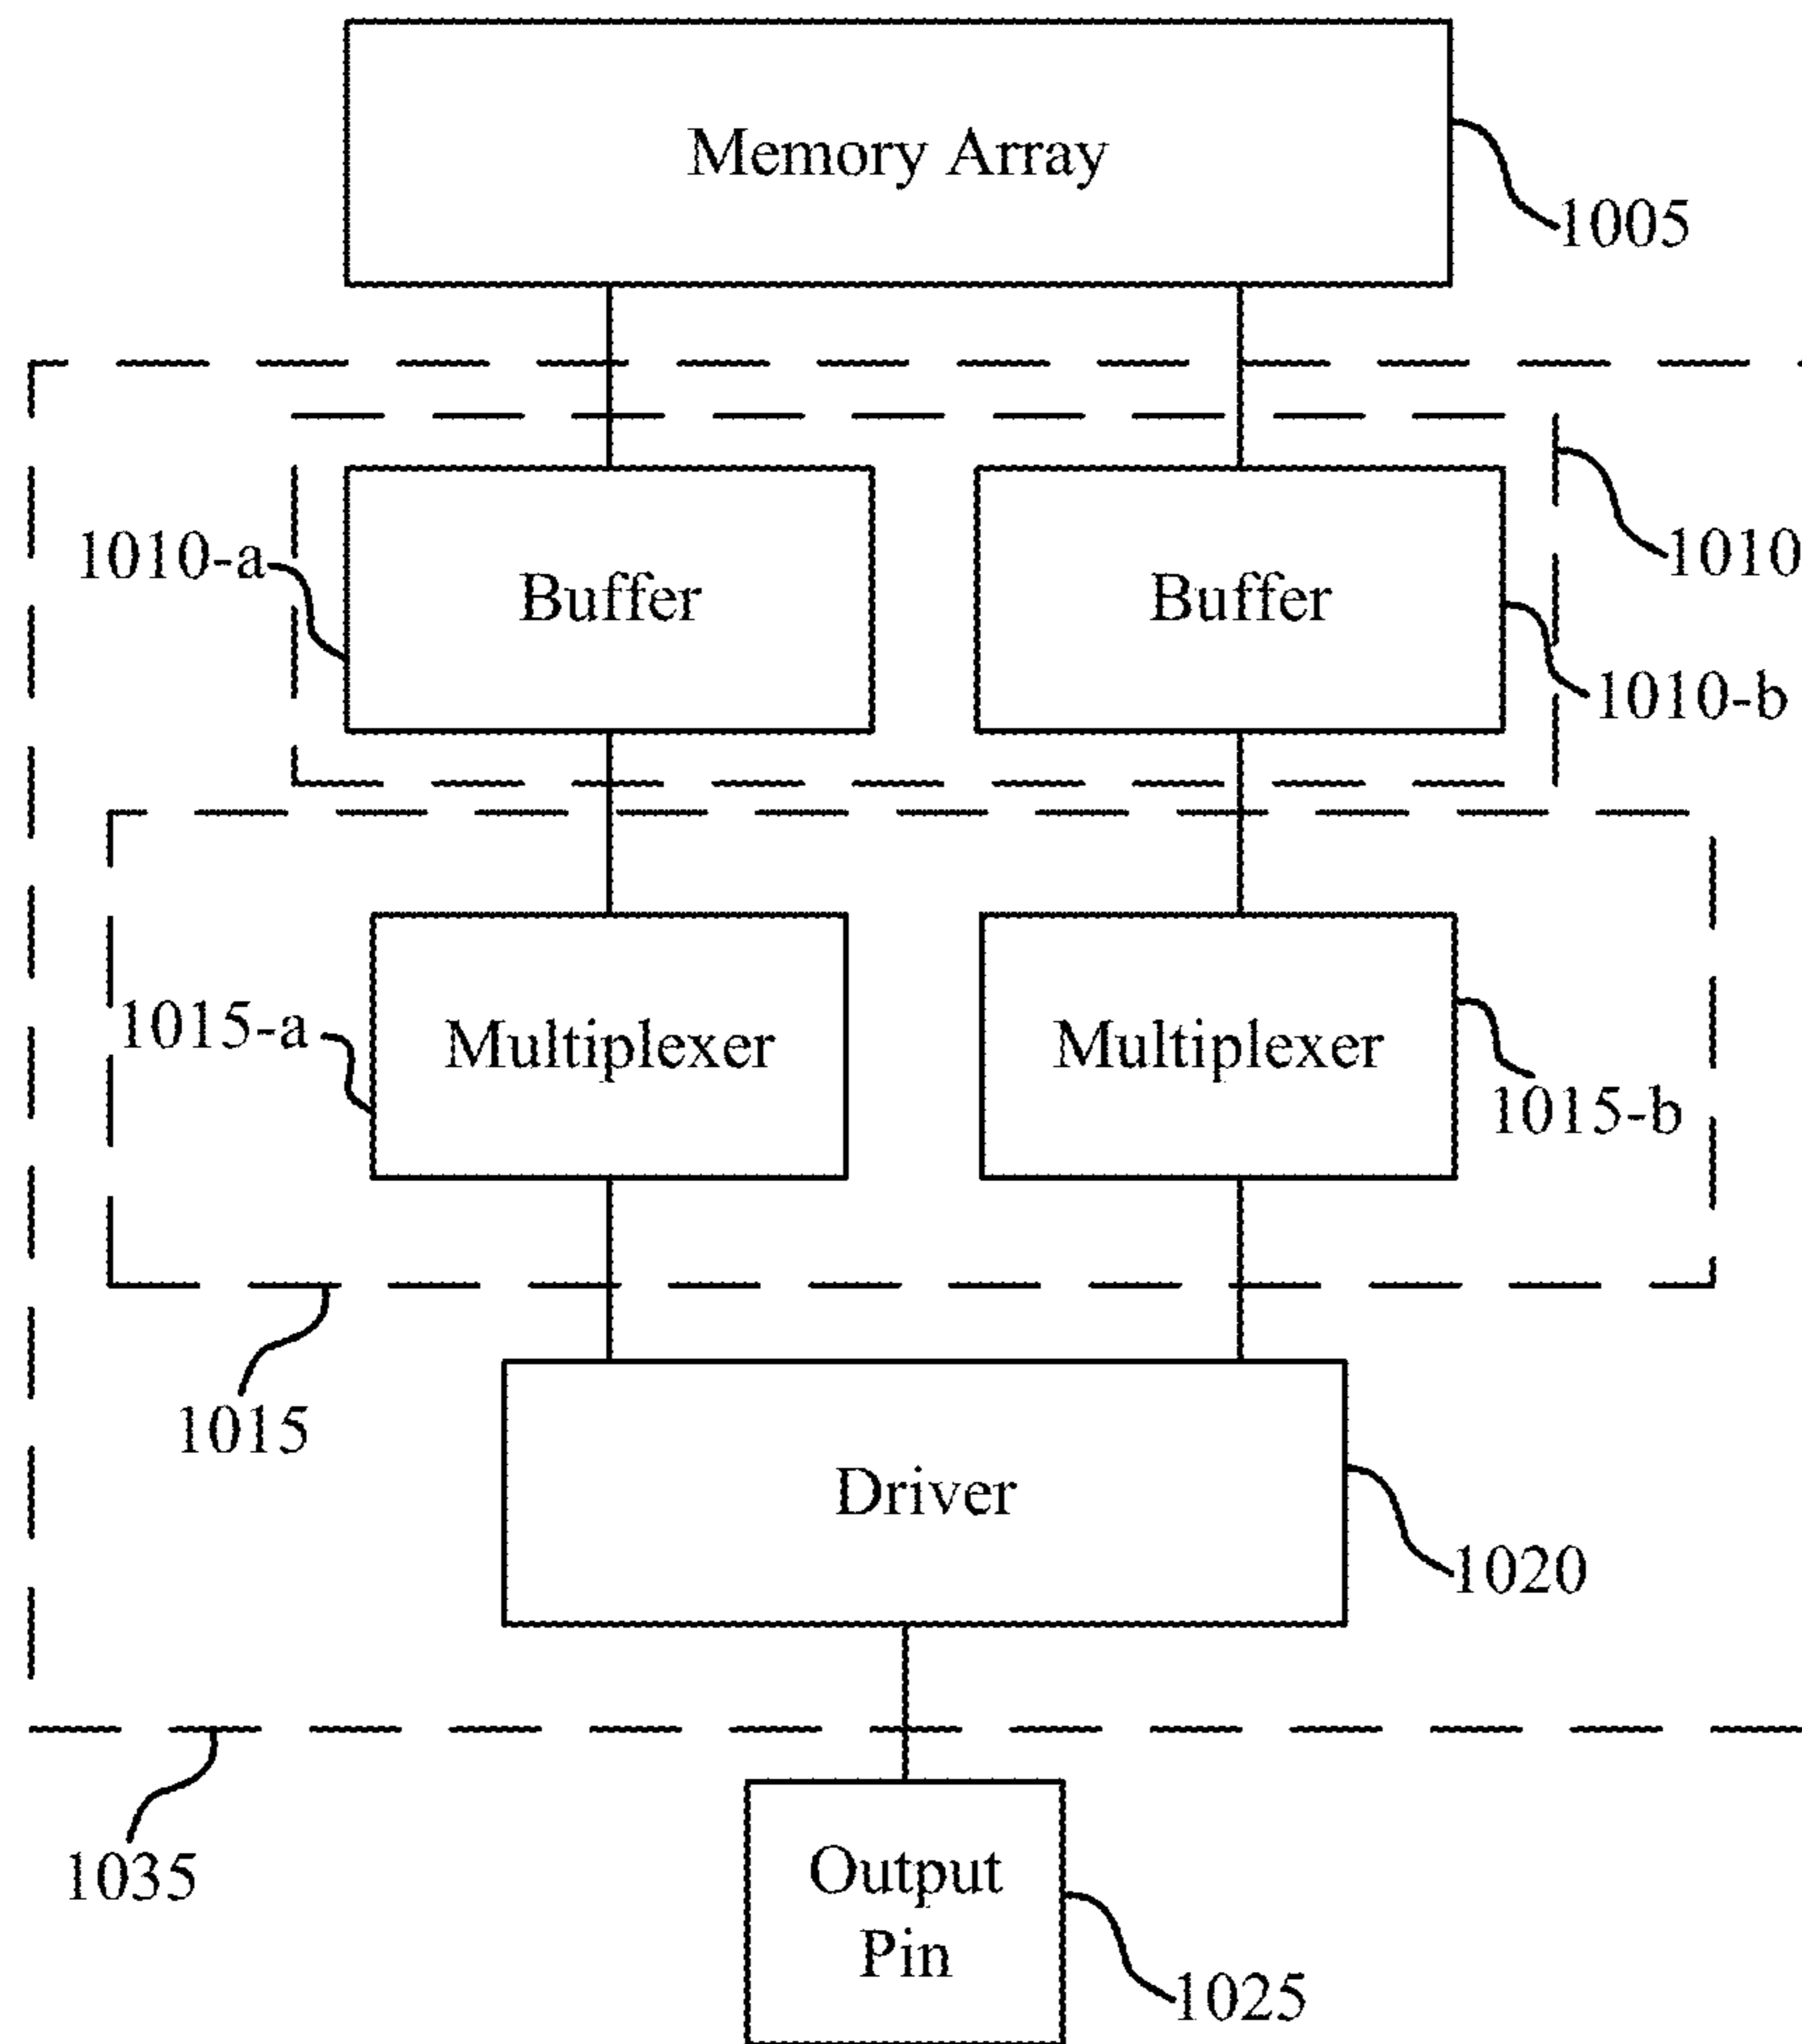 Memory Array
1005
1010-a
Buffer
Buffer
1010
1010-b
1015-a
Multiplexer
Multiplexer
1015-b
1015
Driver
1020
1035
Output
Pin
1025